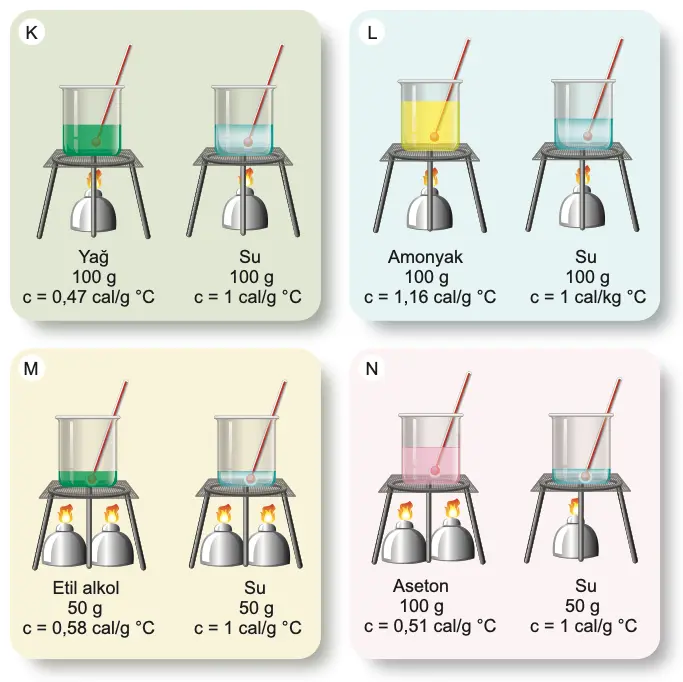 K
Yağ
100 g
c = 0,47 cal/g °C
Su
100 g
c = 1 cal/g °C
L
Amonyak
100 g
c = 1,16 cal/g °C
Su
100 g
c = 1 cal/kg °C
M
Etil alkol
50 g
c = 0,58 cal/g °C
Su
50 g
c = 1 cal/g °C
N
Aseton
100 g
c = 0,51 cal/g °C
Su
50 g
c = 1 cal/g °C